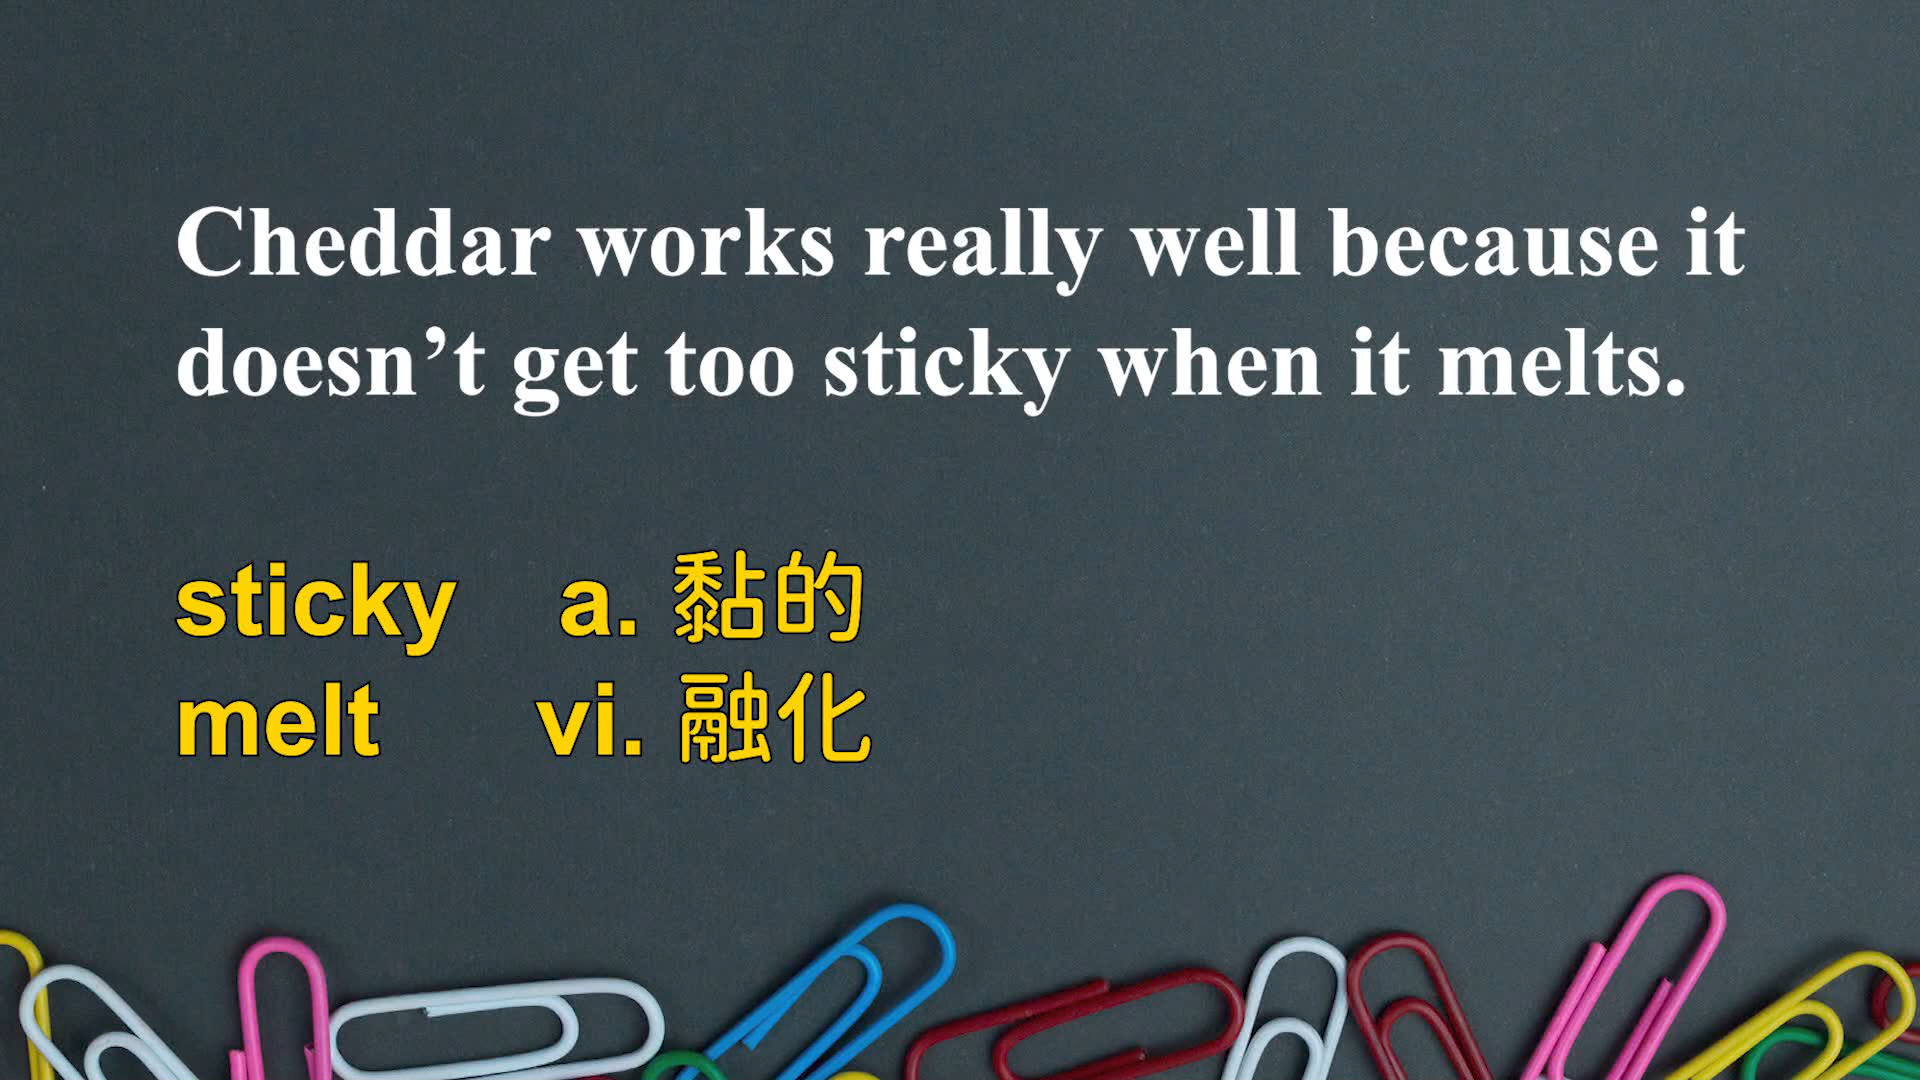 Cheddar works really well because it
doesn’t get too sticky when it melts.
sticky a. 黏的
melt vi. 融化